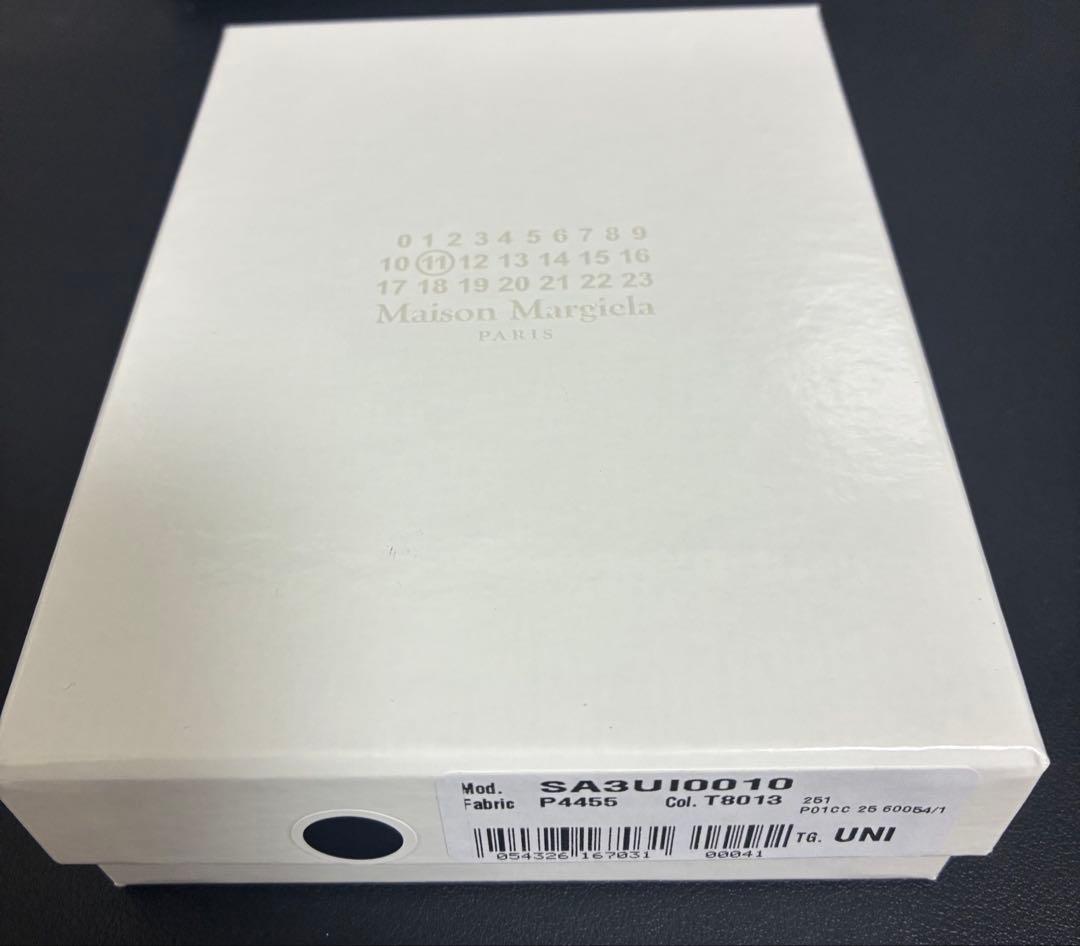 0 1 2 3 4 5 6 7 8 9
10 11 12 13 14 15 16
17 18 19 20 21 22 23
Maison Margiela
PARIS
Mod. SA3UI0010
Fabric P4455 Col. T8013 251
P01CC 25 60054/1
054326 167031 00041 TG. UNI